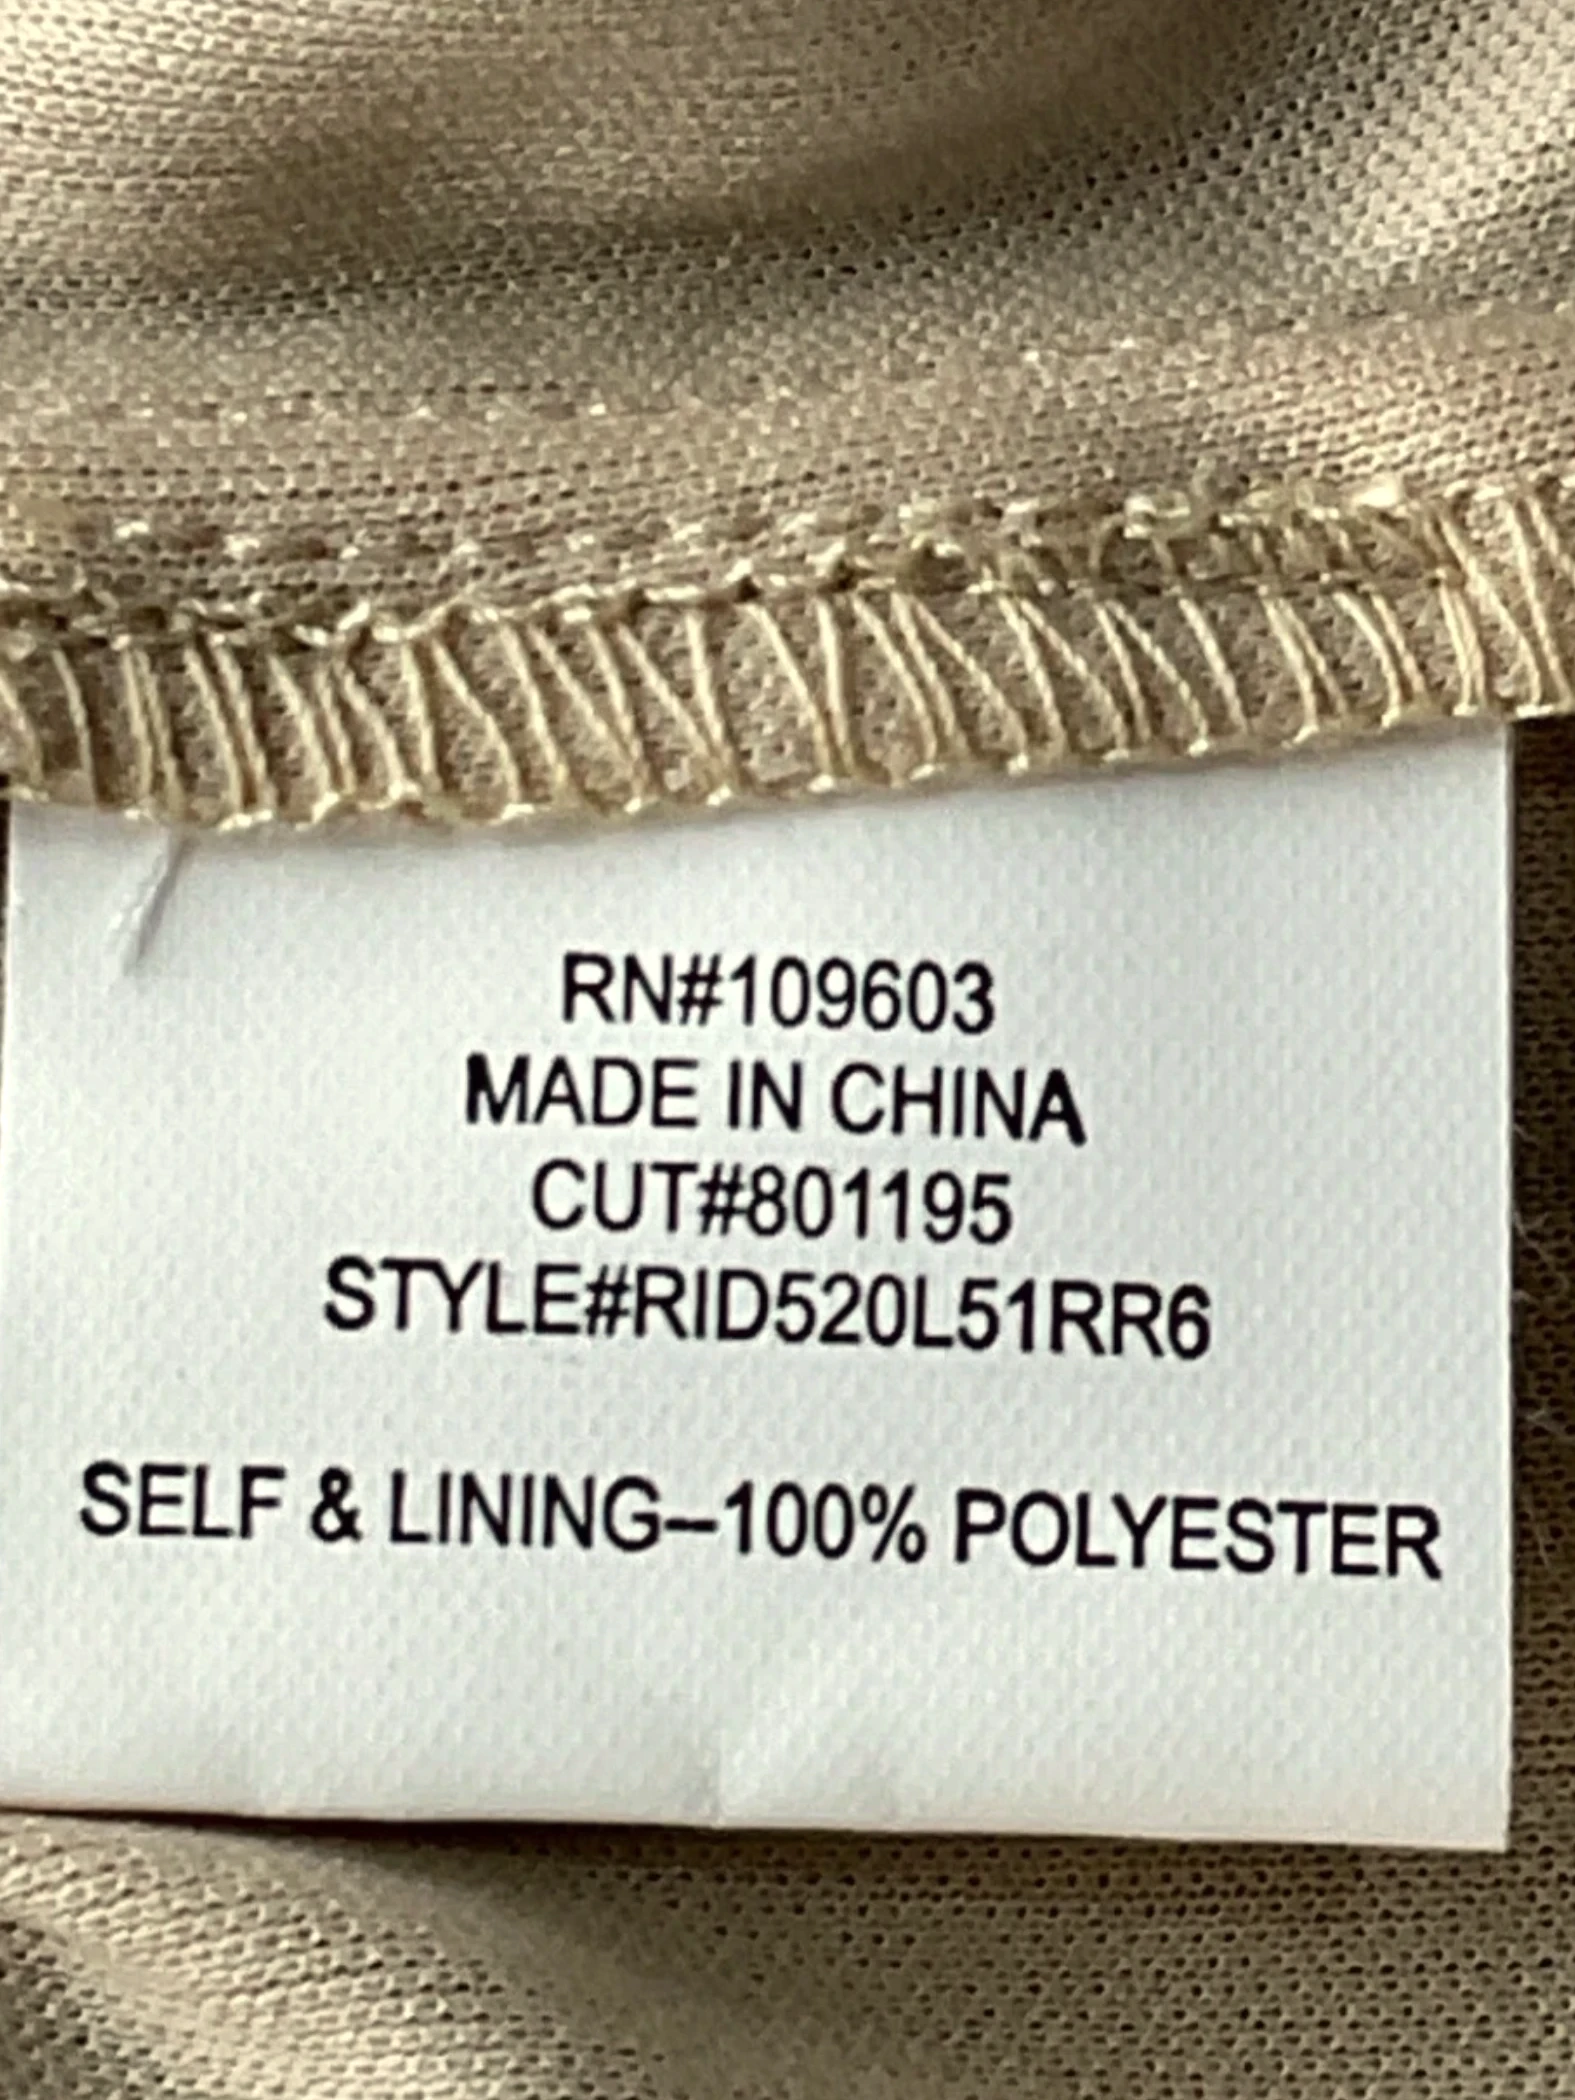 RN#109603
MADE IN CHINA
CUT#801195
STYLE#RID520L51RR6
SELF & LINING–100% POLYESTER